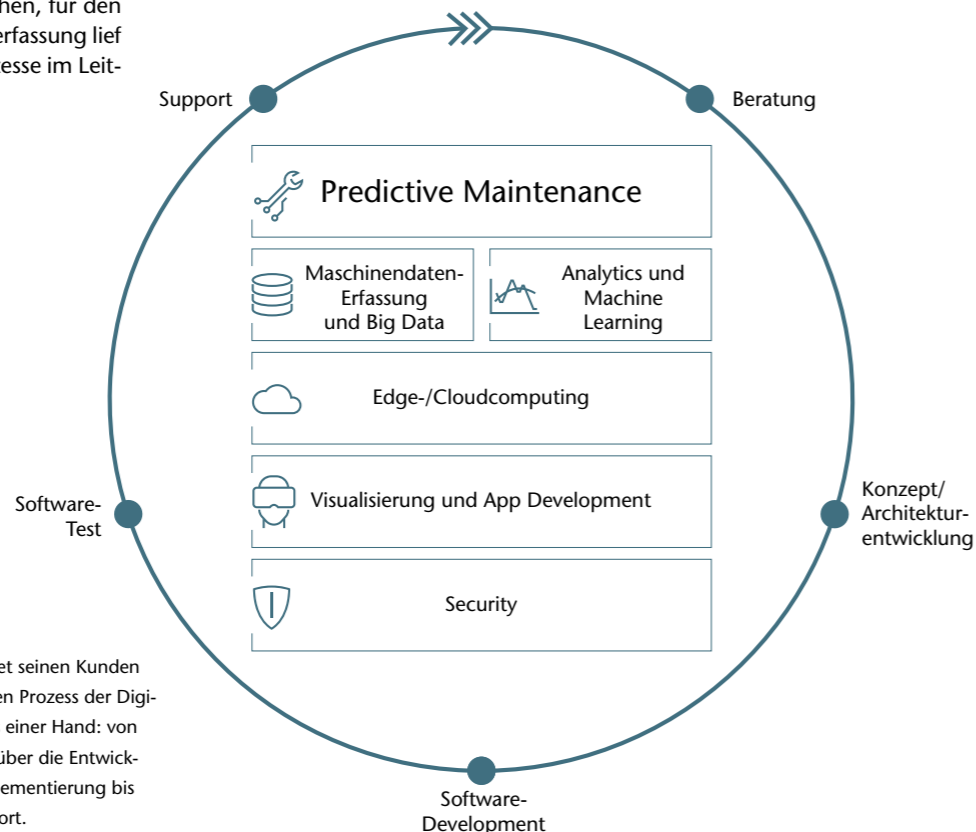 hen, für den
erfassung lief
esse im Leit-
Support
Beratung
Predictive Maintenance
Maschinendaten-
Erfassung
und Big Data
Analytics und
Machine
Learning
Edge-/Cloudcomputing
Visualisierung und App Development
Security
Software-
Test
Konzept/
Architektur-
entwicklung
Software-
Development
et seinen Kunden
en Prozess der Digi-
einer Hand: von
über die Entwick-
ementierung bis
ort.